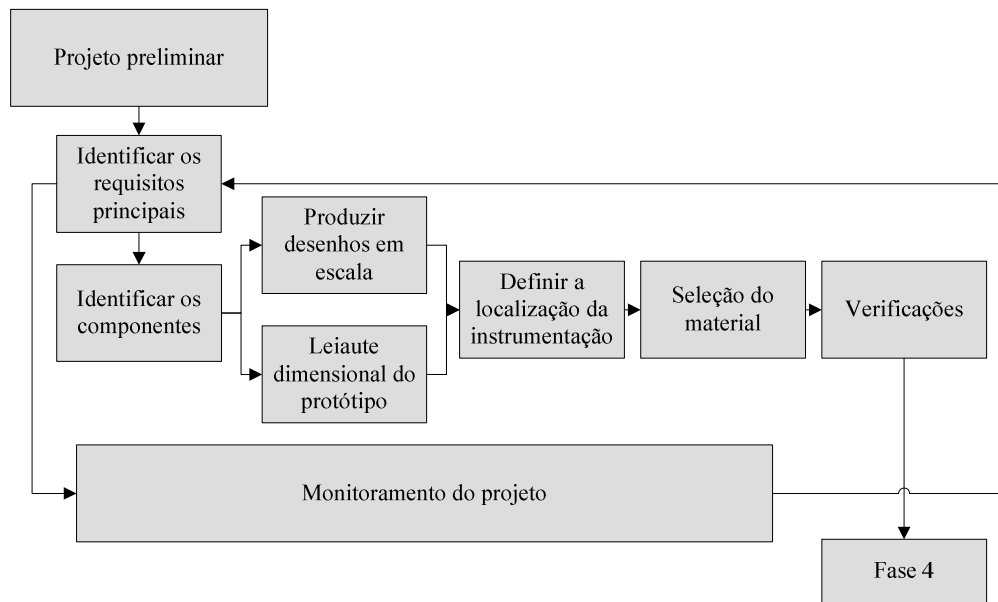 Projeto preliminar
Identificar os
requisitos
principais
Identificar os
componentes
Produzir
desenhos em
escala
Leiaute
dimensional do
protótipo
Definir a
localização da
instrumentação
Seleção do
material
Verificações
Monitoramento do projeto
Fase 4